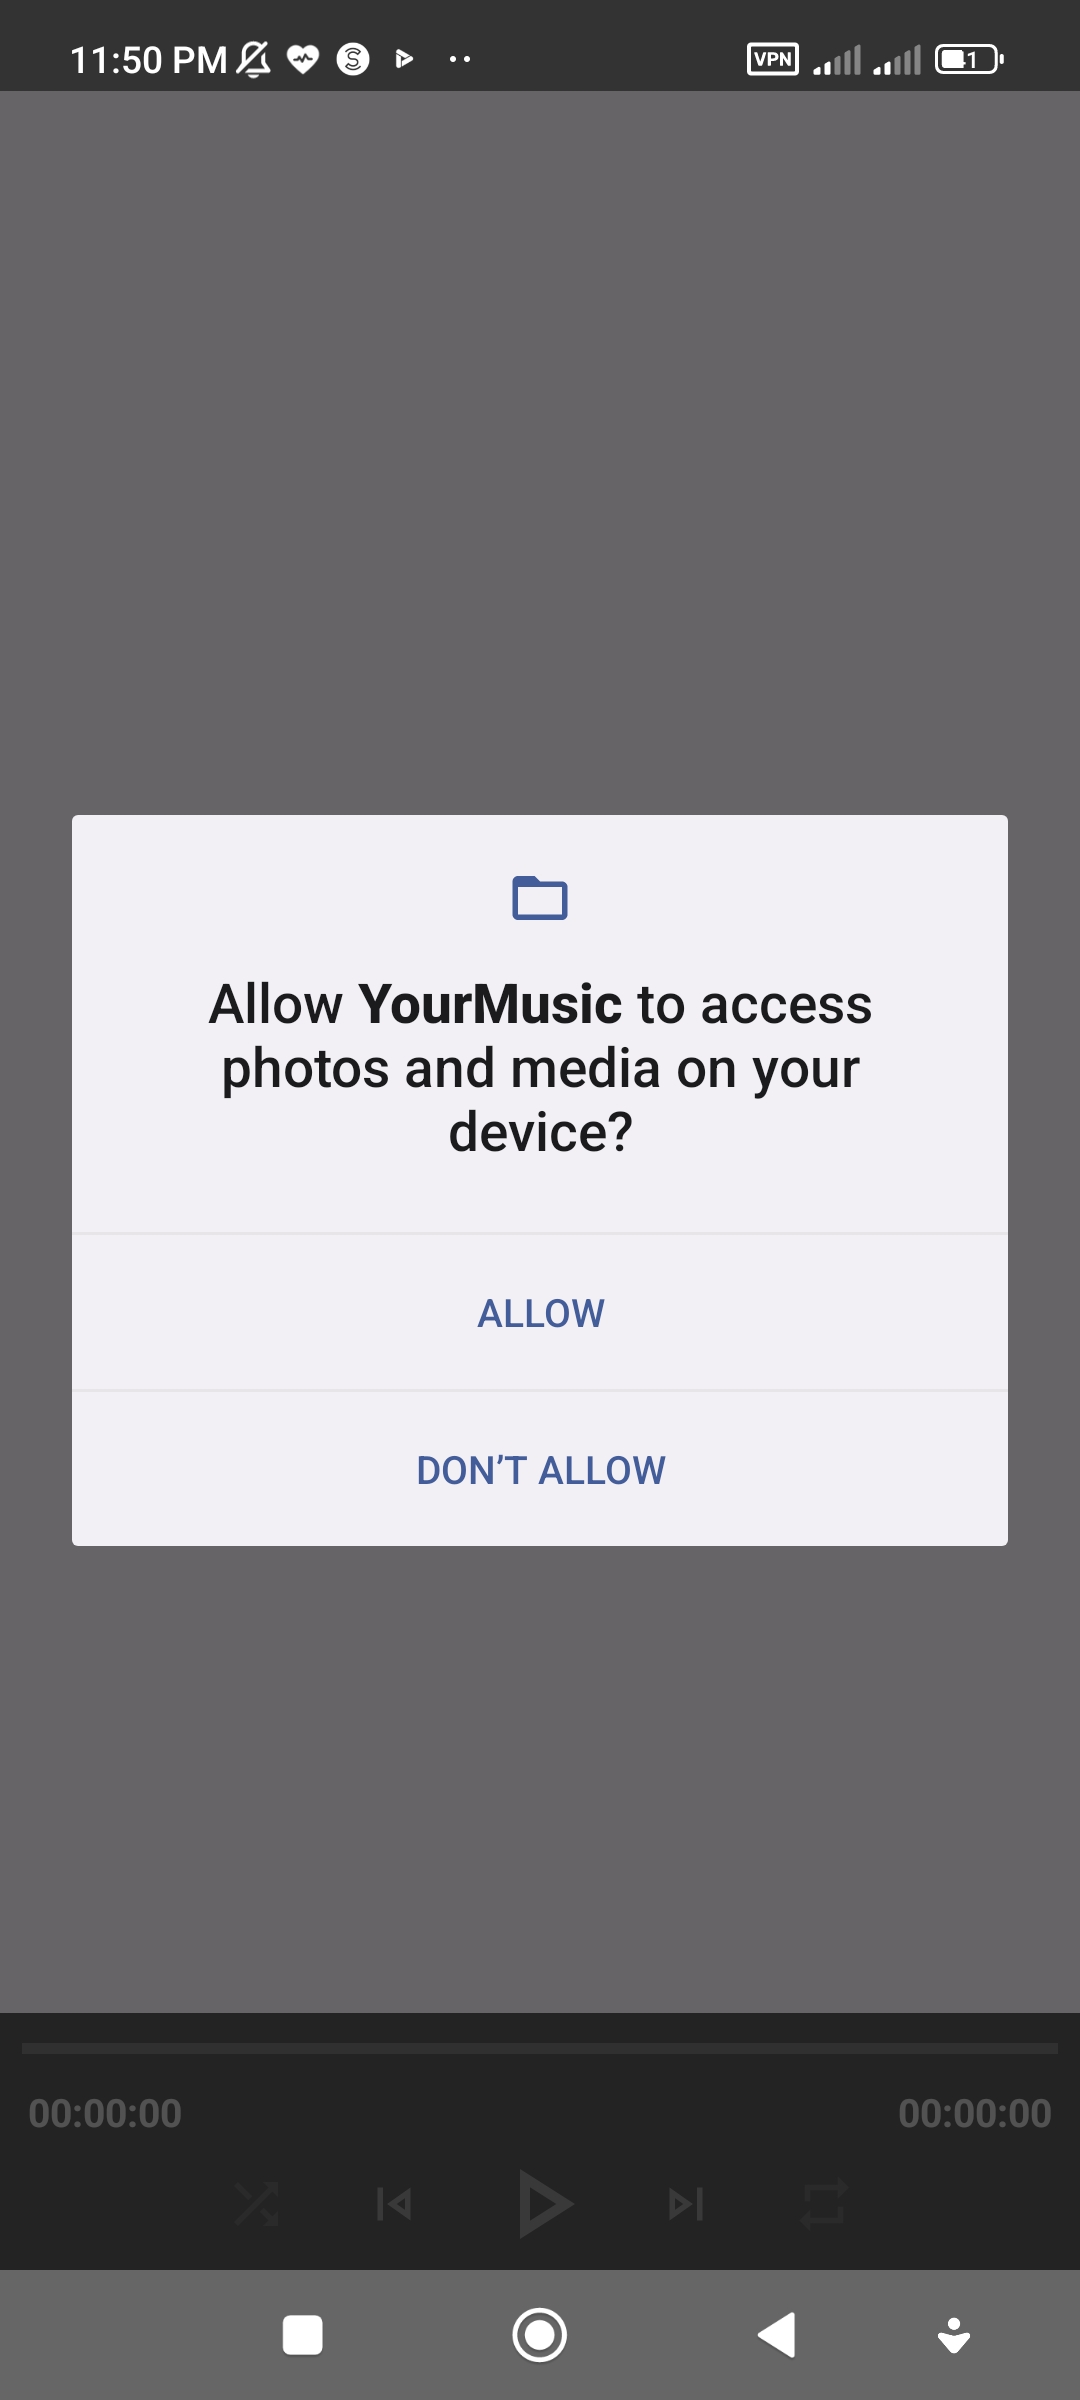 11:50 PM
VPN
Allow YourMusic to access
photos and media on your
device?
ALLOW
DON’T ALLOW
00:00:00
00:00:00